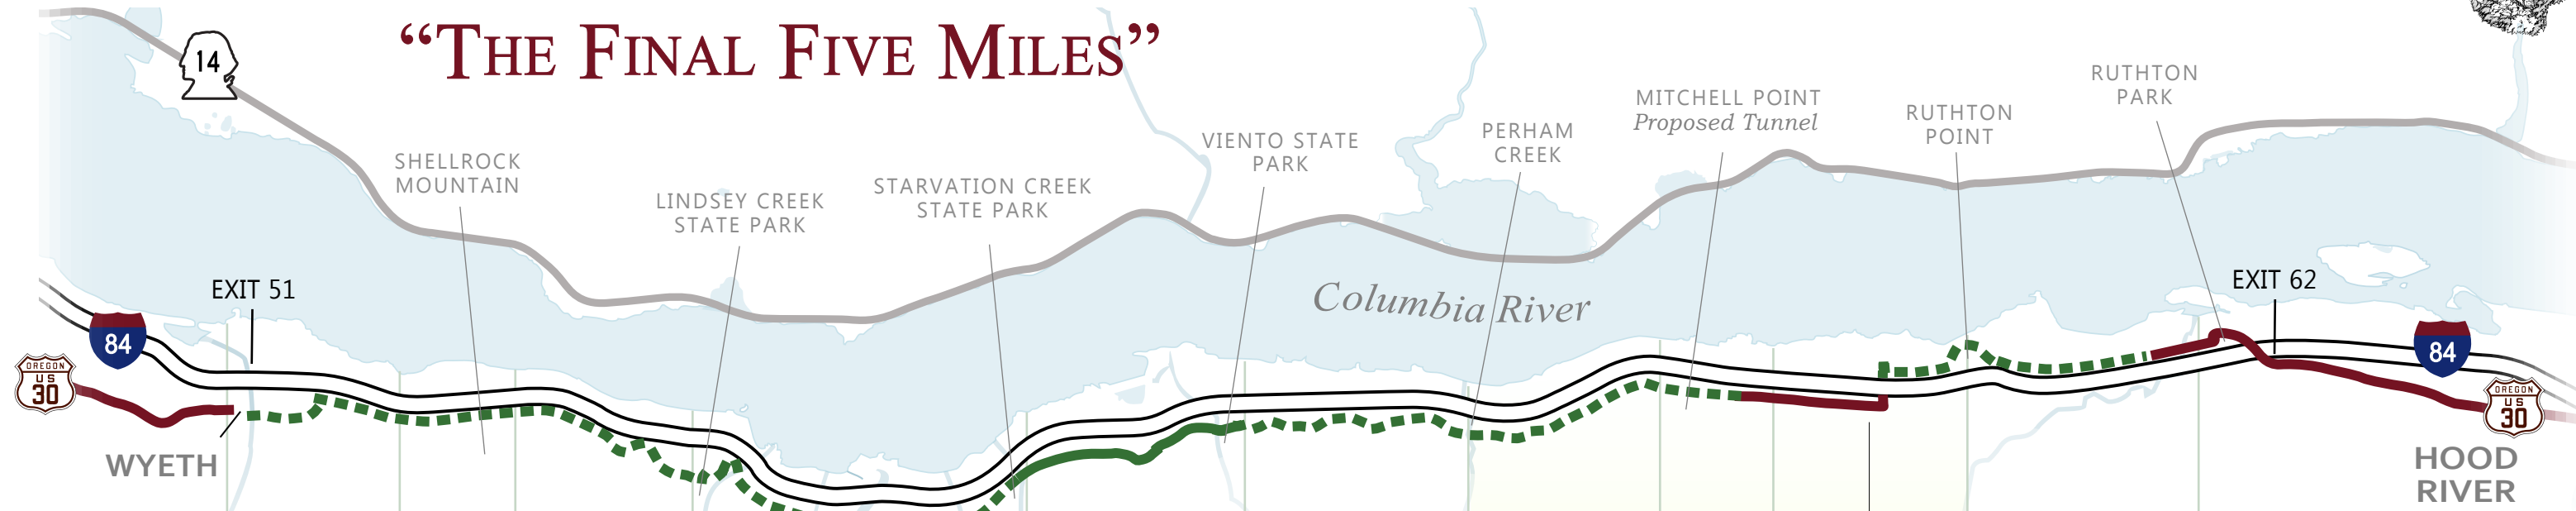 “THE FINAL FIVE MILES”
14
SHELLROCK
MOUNTAIN
LINDSEY CREEK
STATE PARK
STARVATION CREEK
STATE PARK
VIENTO STATE
PARK
PERHAM
CREEK
MITCHELL POINT
Proposed Tunnel
RUTHTON
POINT
RUTHTON
PARK
EXIT 51
Columbia River
EXIT 62
84
OREGON
US
30
WYETH
84
OREGON
US
30
HOOD
RIVER